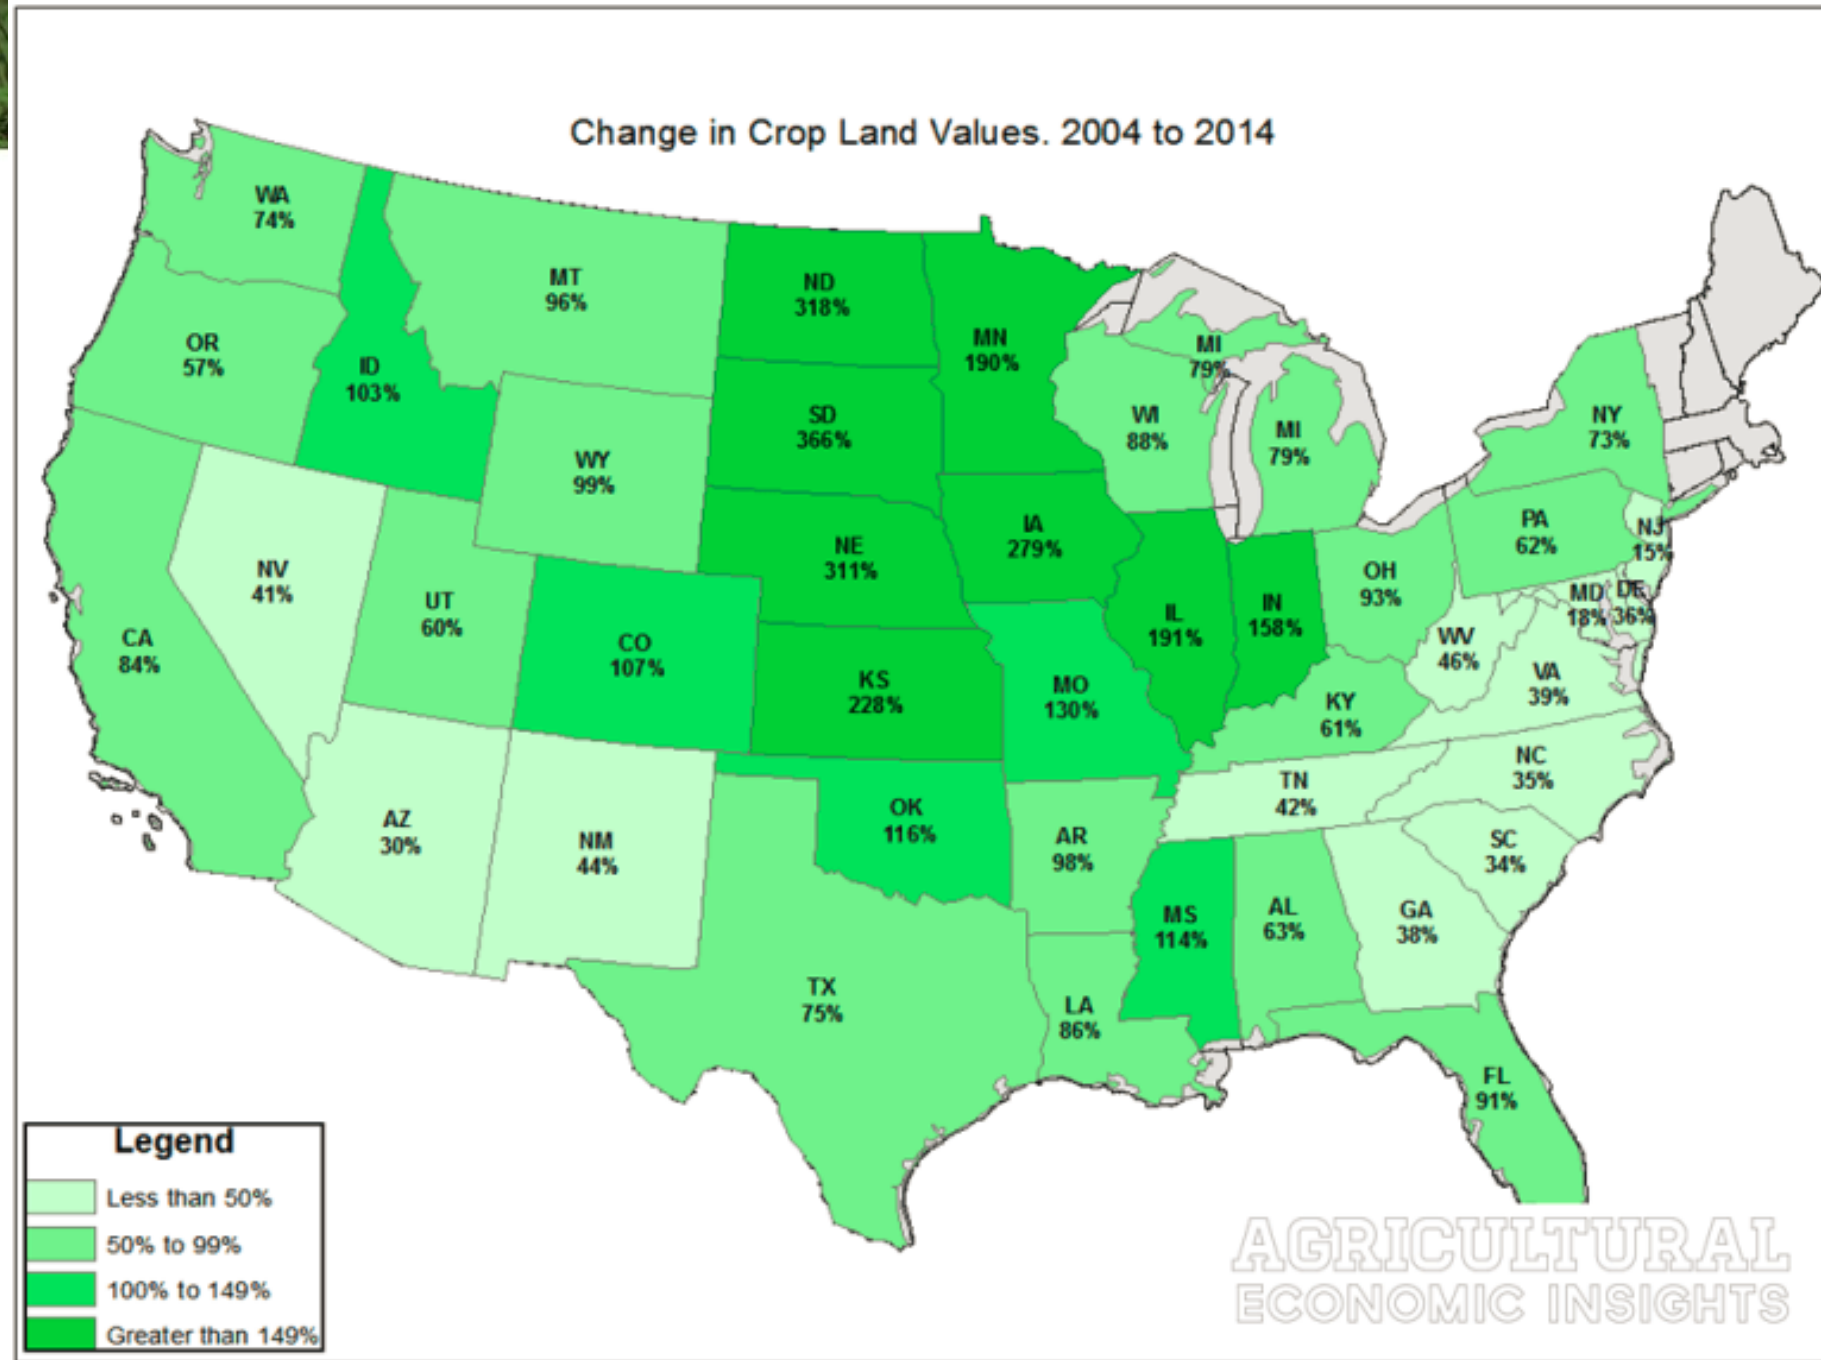 Change in Crop Land Values. 2004 to 2014
WA
74%
MT
96%
ND
318%
MN
190%
OR
57%
ID
103%
MI
79%
SD
366%
WI
88%
MI
79%
NY
73%
WY
99%
IA
279%
PA
62%
NJ
15%
NE
311%
NV
41%
UT
60%
IL
191%
IN
158%
OH
93%
MD
18%
DE
36%
CA
84%
CO
107%
WV
46%
KS
228%
MO
130%
KY
61%
VA
39%
NC
35%
TN
42%
AZ
30%
NM
44%
OK
116%
AR
98%
SC
34%
MS
114%
AL
63%
GA
38%
TX
75%
LA
86%
FL
91%
Legend
Less than 50%
50% to 99%
100% to 149%
Greater than 149%
AGRICULTURAL
ECONOMIC INSIGHTS